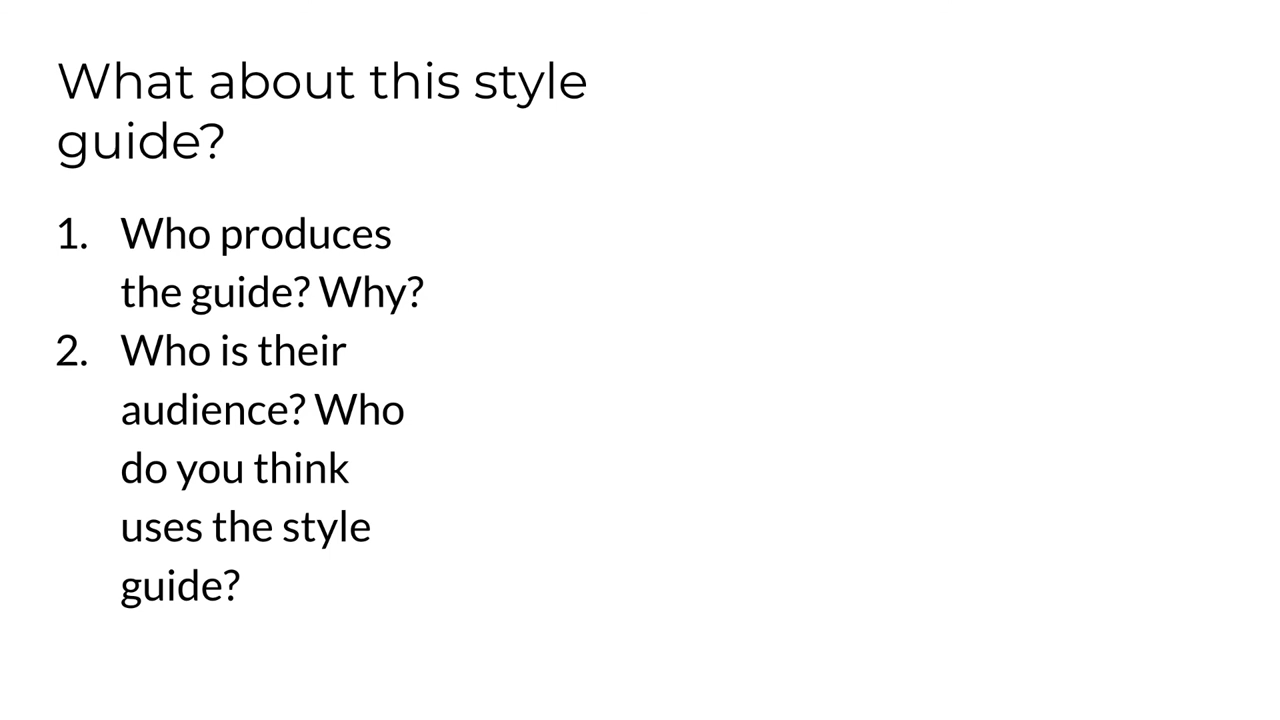 What about this style
guide?
1. Who produces
the guide? Why?
2. Who is their
audience? Who
do you think
uses the style
guide?